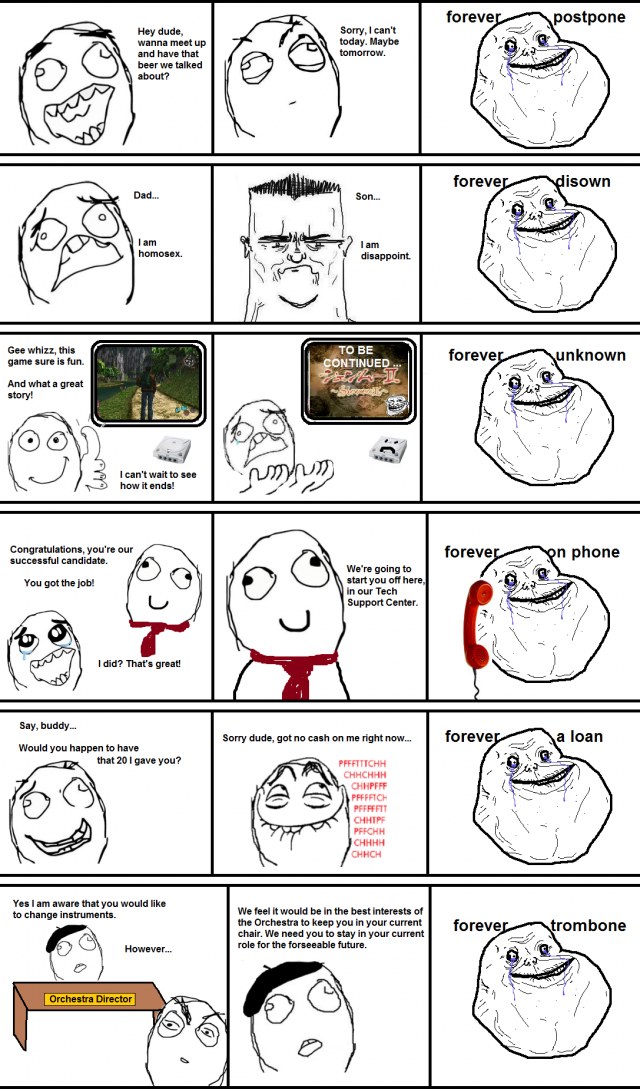 Hey dude,
wanna meet up
and have that
beer we talked
about?
Sorry, I can't
today. Maybe
tomorrow.
forever postpone
Dad...
I am
homosex.
Son...
I am
disappoint.
forever disown
Gee whizz, this
game sure is fun.
And what a great
story!
I can't wait to see
how it ends!
TO BE
CONTINUED ...
forever unknown
Congratulations, you're our
successful candidate.
You got the job!
I did? That's great!
We're going to
start you off here,
in our Tech
Support Center.
forever on phone
Say, buddy...
Would you happen to have
that 20 I gave you?
Sorry dude, got no cash on me right now...
PFFFTTTCHH
CHHCHHH
CHHPFFF
PFFFFTCH
PFFFFFTT
CHHTPF
PFFCHH
CHHHH
CHHCH
forever a loan
Yes I am aware that you would like
to change instruments.
However...
Orchestra Director
We feel it would be in the best interests of
the Orchestra to keep you in your current
chair. We need you to stay in your current
role for the forseeable future.
forever trombone